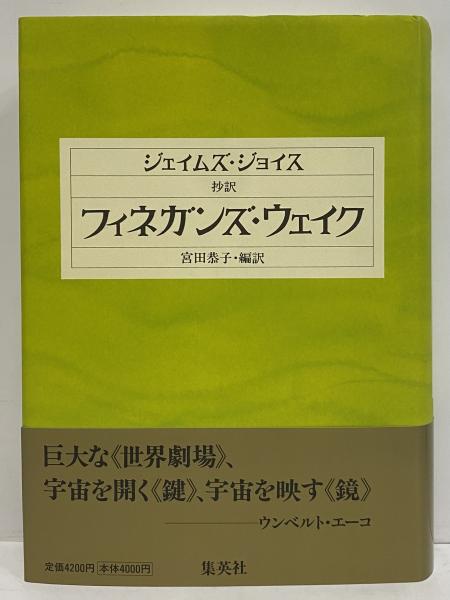 ジェイムズ・ジョイス
抄訳
フィネガンズ・ウェイク
宮田恭子・編訳
巨大な《世界劇場》、
宇宙を開く《鍵》、宇宙を映す《鏡》
――――ウンベルト・エーコ
定価4200円 本体4000円
集英社